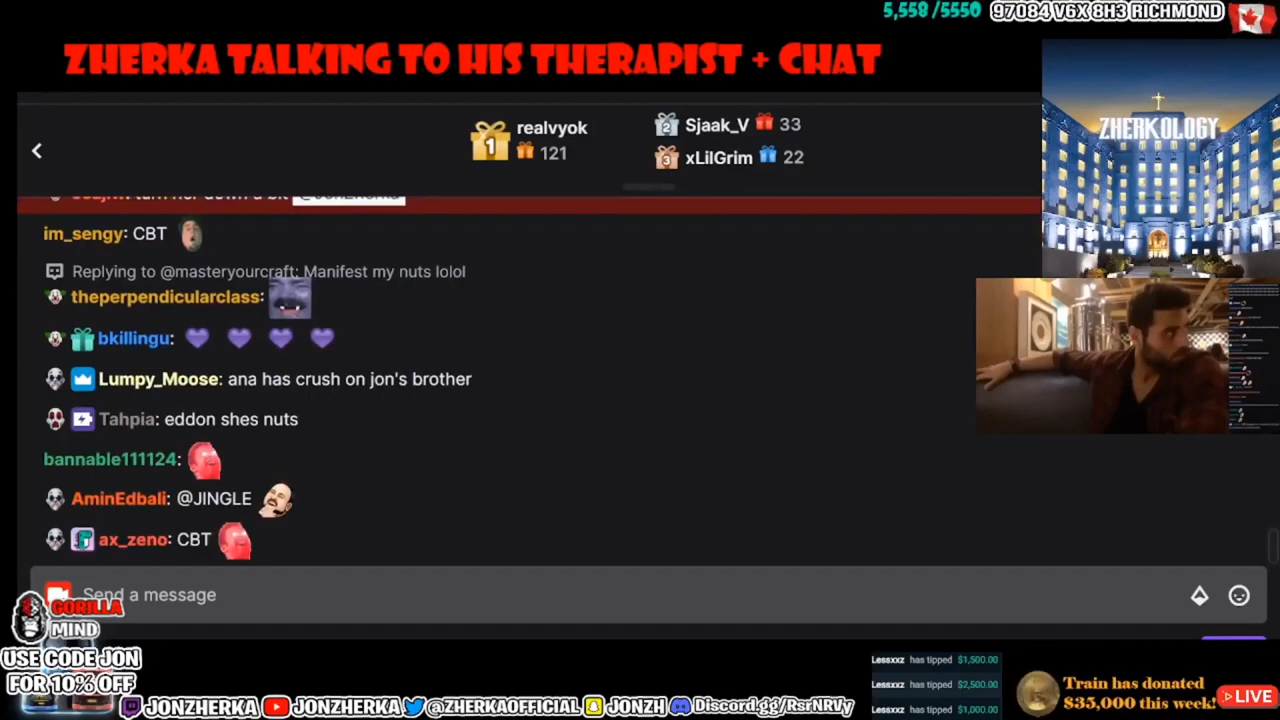 5,558 /5550
97084 V6X 8H3 RICHMOND
ZHERKA TALKING TO HIS THERAPIST + CHAT
ZHERKOLOGY
1 realvyok
121
2 Sjaak_V 33
3 xLilGrim 22
im_sengy: CBT
Replying to @masteryourcraft: Manifest my nuts lolol
theperpendicularclass:
bkillingu:
Lumpy_Moose: ana has crush on jon's brother
Tahpia: eddon shes nuts
bannable111124:
AminEdbali: @JINGLE
ax_zeno: CBT
Send a message
GORILLA
MIND
USE CODE JON
FOR 10% OFF
JONZHERKA JONZHERKA @ZHERKAOFFICIAL JONZH Discord.gg/RsrNRVy
Lessxxz has tipped $1,500.00
Lessxxz has tipped $2,500.00
Lessxxz has tipped $1,000.00
Train has donated
$35,000 this week!
LIVE